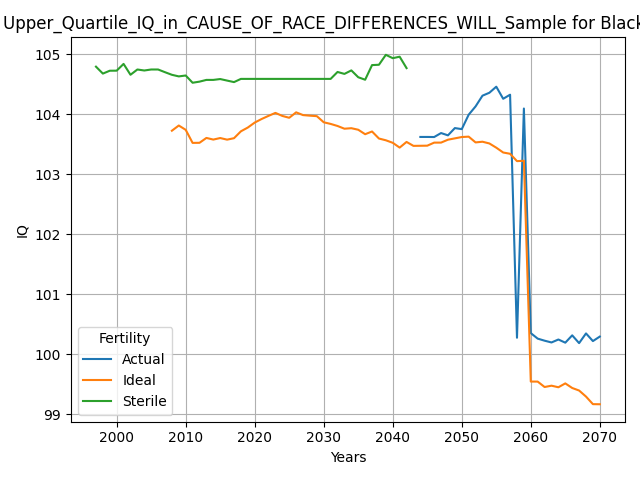 Upper_Quartile_IQ_in_CAUSE_OF_RACE_DIFFERENCES_WILL_Sample for Black
105
104
103
102
101
100
99
IQ
Fertility
Actual
Ideal
Sterile
2000 2010 2020 2030 2040 2050 2060 2070
Years